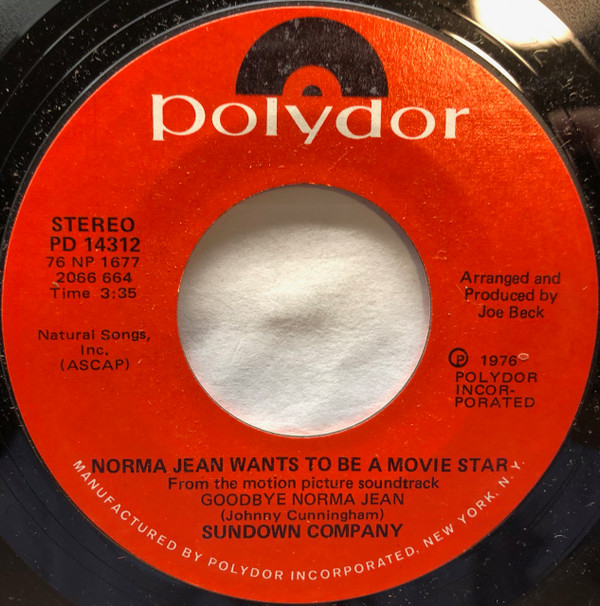 polydor
STEREO
PD 14312
76 NP 1677
2066 664
Time 3:35
Natural Songs,
Inc.
(ASCAP)
Arranged and
Produced by
Joe Beck
Ⓟ 1976
POLYDOR
INCOR-
PORATED
NORMA JEAN WANTS TO BE A MOVIE STAR
From the motion picture soundtrack
GOODBYE NORMA JEAN
(Johnny Cunningham)
SUNDOWN COMPANY
MANUFACTURED BY POLYDOR INCORPORATED, NEW YORK, N.Y.